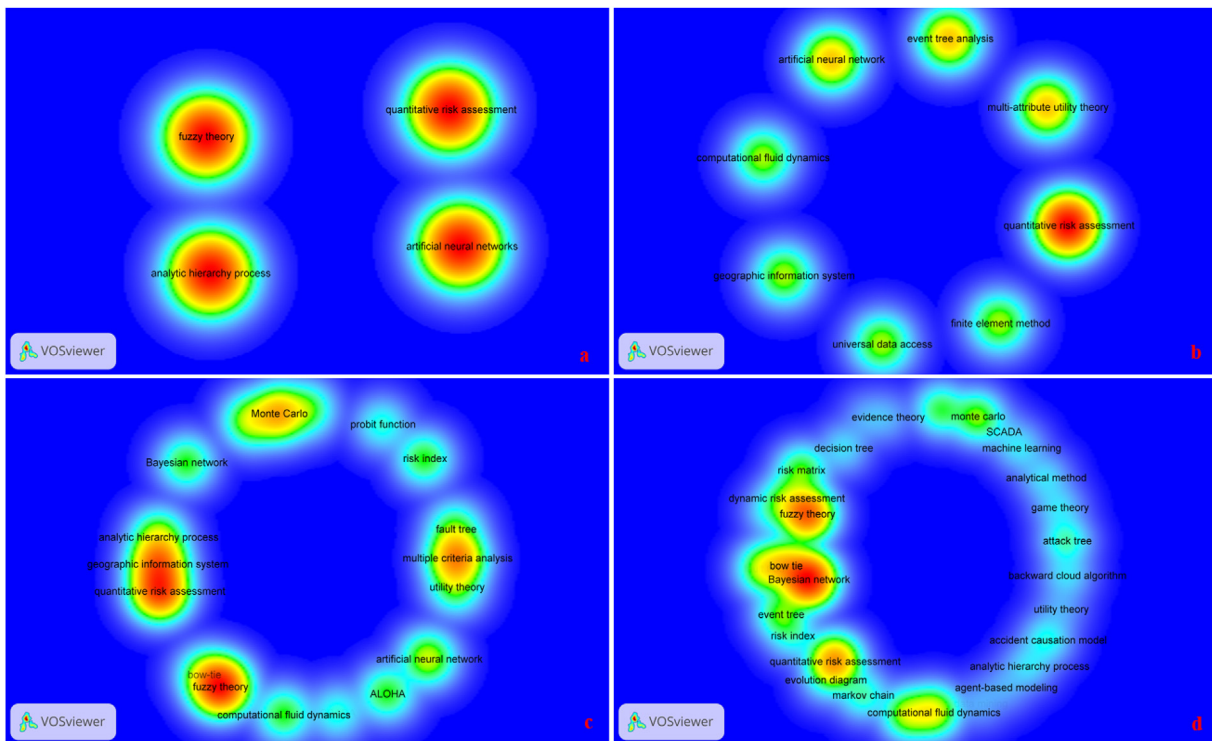 quantitative risk assessment
fuzzy theory
artificial neural networks
analytic hierarchy process
VOSviewer
a
event tree analysis
artificial neural network
multi-attribute utility theory
computational fluid dynamics
quantitative risk assessment
geographic information system
finite element method
universal data access
VOSviewer
b
Monte Carlo
probit function
risk index
Bayesian network
fault tree
analytic hierarchy process
multiple criteria analysis
geographic information system
utility theory
quantitative risk assessment
artificial neural network
bow-tie
fuzzy theory
ALOHA
computational fluid dynamics
VOSviewer
c
evidence theory
monte carlo
SCADA
decision tree
machine learning
risk matrix
analytical method
dynamic risk assessment
game theory
fuzzy theory
attack tree
bow tie
Bayesian network
backward cloud algorithm
event tree
utility theory
risk index
accident causation model
quantitative risk assessment
analytic hierarchy process
evolution diagram
agent-based modeling
markov chain
computational fluid dynamics
VOSviewer
d